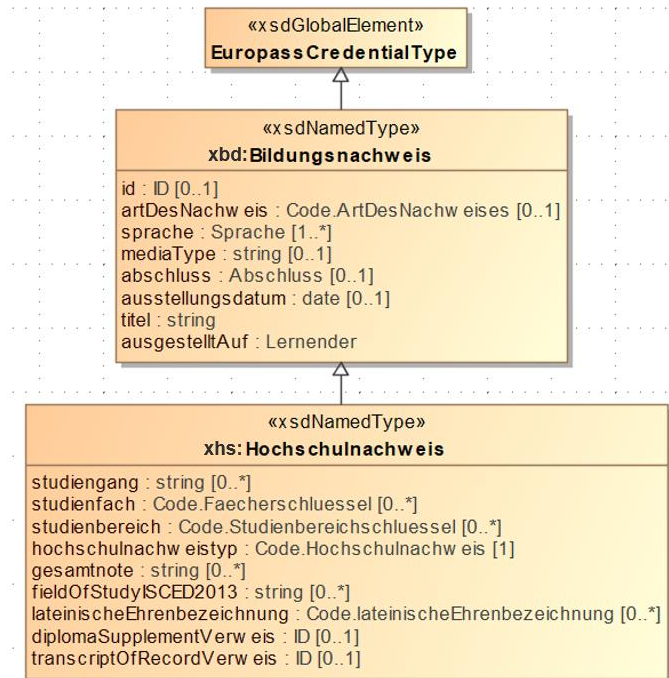 «xsdGlobalElement»
EuropassCredentialType
«xsdNamedType»
xbd:Bildungsnachweis
id : ID [0..1]
artDesNachweis : Code.ArtDesNachweises [0..1]
sprache : Sprache [1..*]
mediaType : string [0..1]
abschluss : Abschluss [0..1]
ausstellungsdatum : date [0..1]
titel : string
ausgestelltAuf : Lernender
«xsdNamedType»
xhs:Hochschulnachweis
studiengang : string [0..*]
studienfach : Code.Faecherschluessel [0..*]
studienbereich : Code.Studienbereichschluessel [0..*]
hochschulnachweistyp : Code.Hochschulnachweis [1]
gesamtnote : string [0..*]
fieldOfStudyISCED2013 : string [0..*]
lateinischeEhrenbezeichnung : Code.lateinischeEhrenbezeichnung [0..*]
diplomaSupplementVerweis : ID [0..1]
transcriptOfRecordVerweis : ID [0..1]